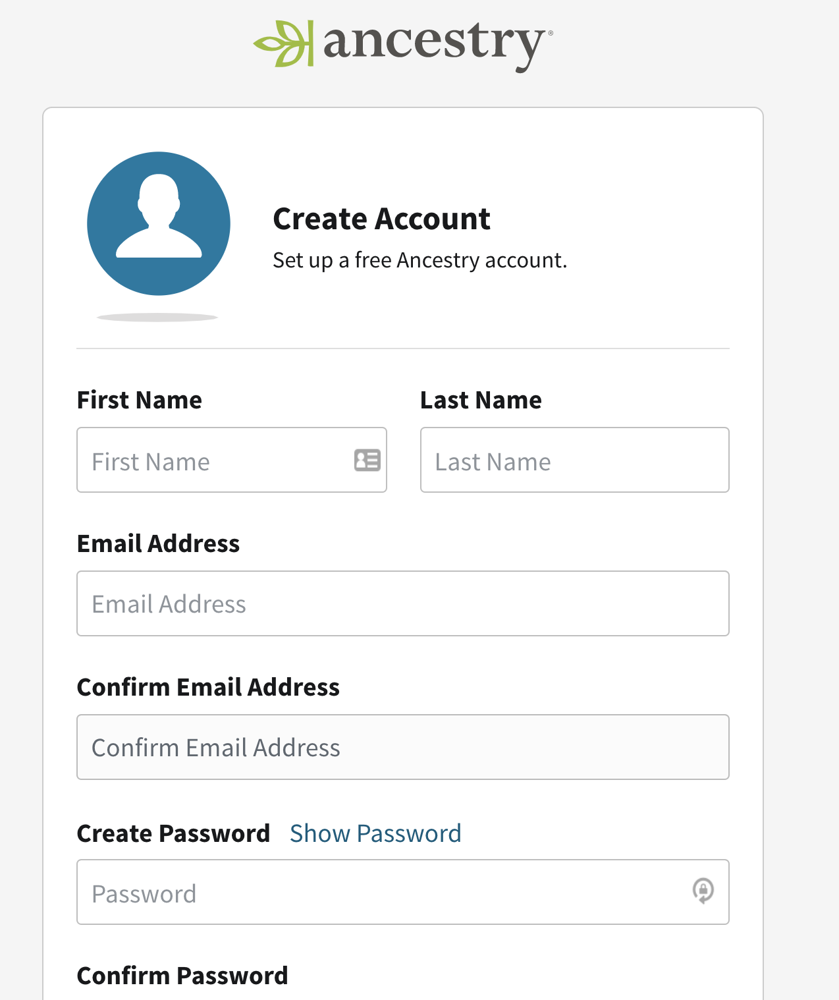 ancestry®
Create Account
Set up a free Ancestry account.
First Name Last Name
First Name Last Name
Email Address
Email Address
Confirm Email Address
Confirm Email Address
Create Password Show Password
Password
Confirm Password